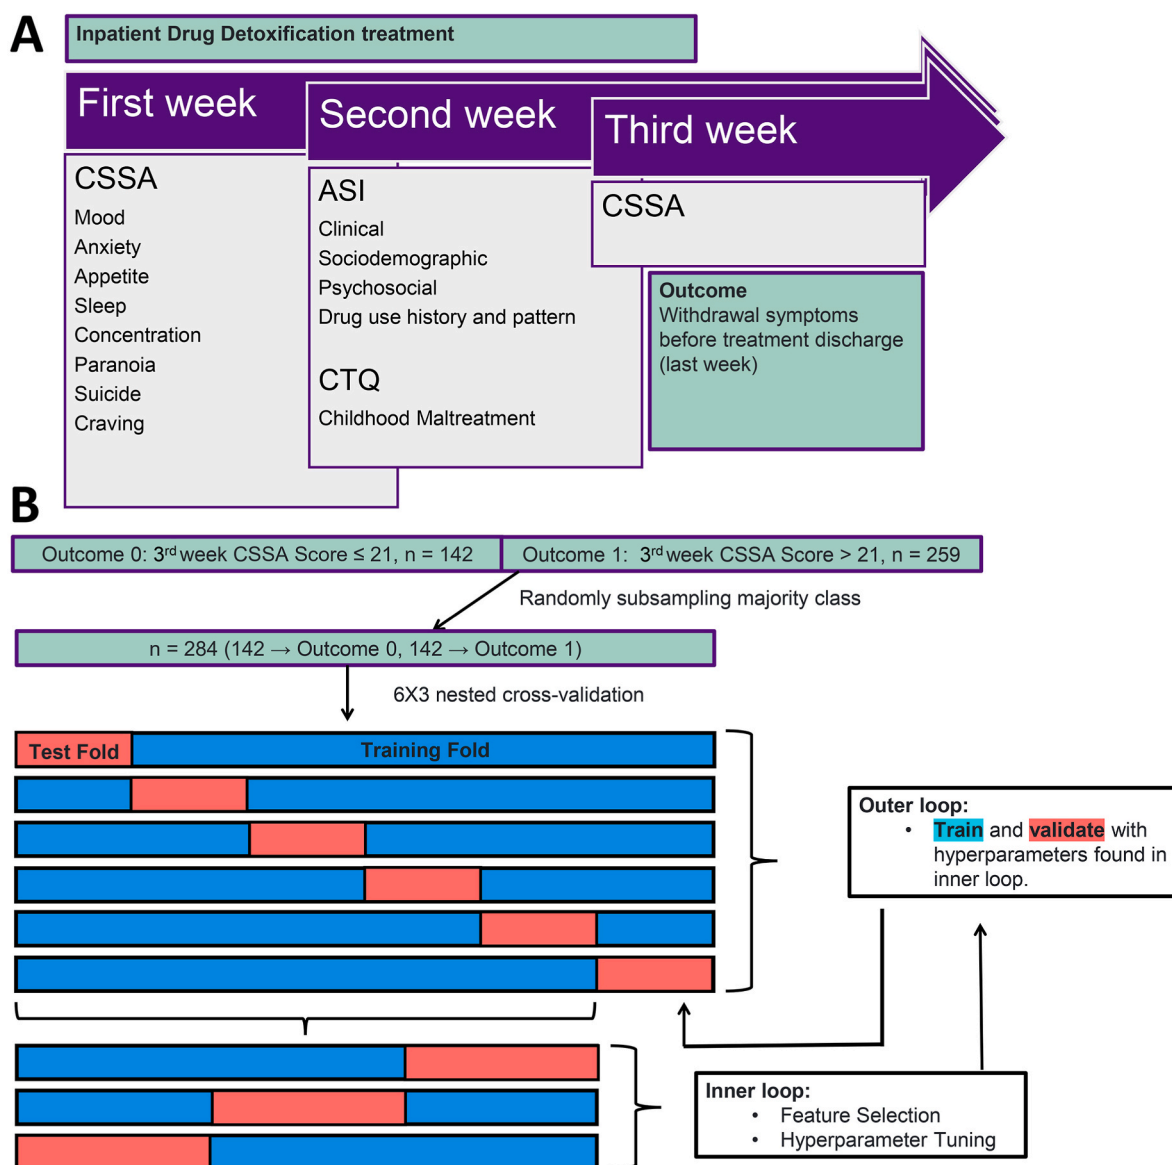 A
Inpatient Drug Detoxification treatment
First week
Second week
Third week
CSSA
Mood
Anxiety
Appetite
Sleep
Concentration
Paranoia
Suicide
Craving
ASI
Clinical
Sociodemographic
Psychosocial
Drug use history and pattern
CTQ
Childhood Maltreatment
CSSA
Outcome
Withdrawal symptoms
before treatment discharge
(last week)
B
Outcome 0: 3rd week CSSA Score ≤ 21, n = 142
Outcome 1: 3rd week CSSA Score > 21, n = 259
Randomly subsampling majority class
n = 284 (142 → Outcome 0, 142 → Outcome 1)
6X3 nested cross-validation
Test Fold
Training Fold
Outer loop:
• Train and validate with
hyperparameters found in
inner loop.
Inner loop:
• Feature Selection
• Hyperparameter Tuning